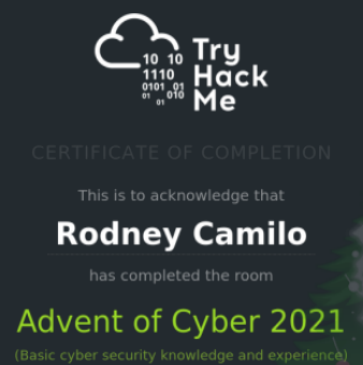 Try
Hack
Me
10 10
1110
0101 01
01 010
01
CERTIFICATE OF COMPLETION
This is to acknowledge that
Rodney Camilo
has completed the room
Advent of Cyber 2021
(Basic cyber security knowledge and experience)